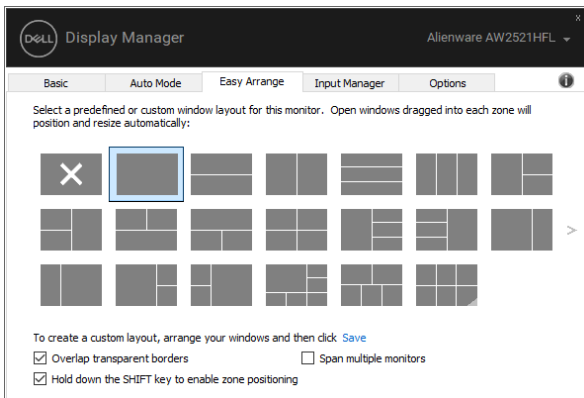 DELL Display Manager Alienware AW2521HFL
x
Basic Auto Mode Easy Arrange Input Manager Options i
Select a predefined or custom window layout for this monitor. Open windows dragged into each zone will
position and resize automatically:
>
To create a custom layout, arrange your windows and then click Save
Overlap transparent borders Span multiple monitors
Hold down the SHIFT key to enable zone positioning